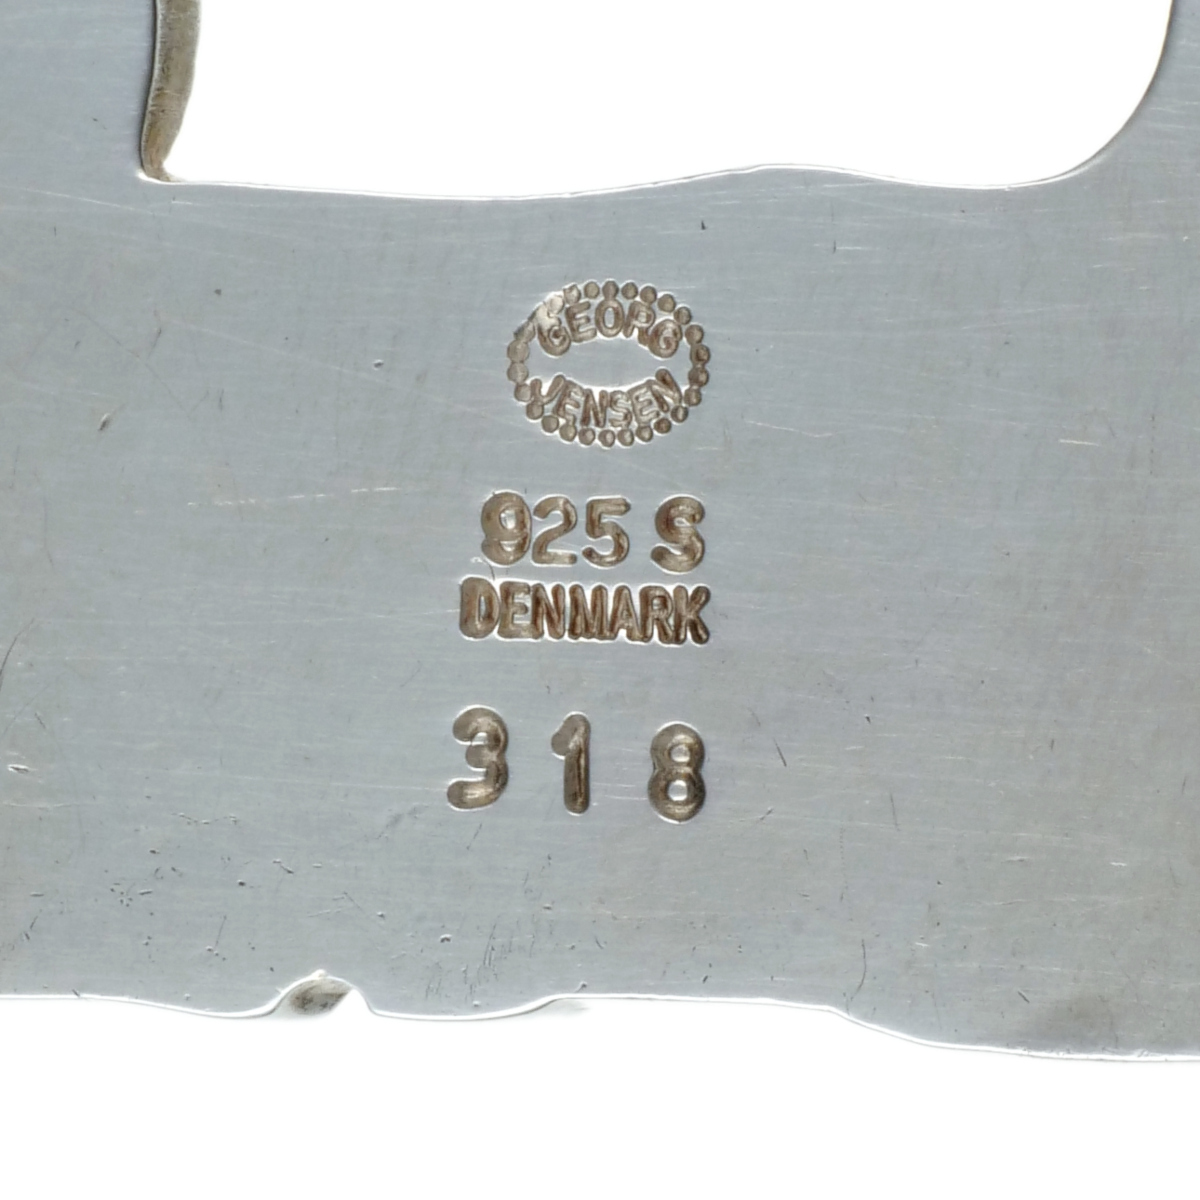 GEORG
JENSEN
925 S
DENMARK
318